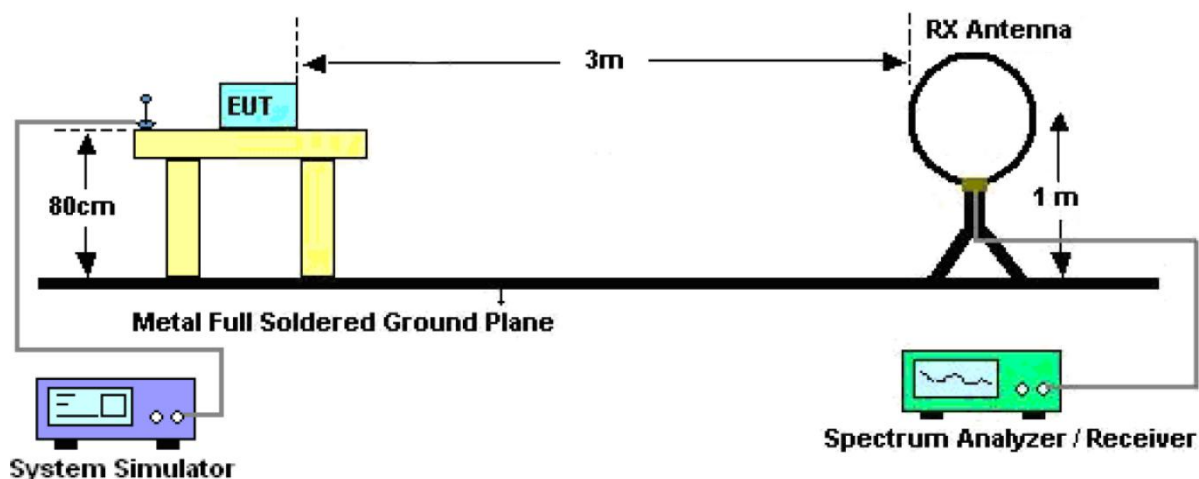 RX Antenna
3m
EUT
80cm
1 m
Metal Full Soldered Ground Plane
System Simulator
Spectrum Analyzer / Receiver